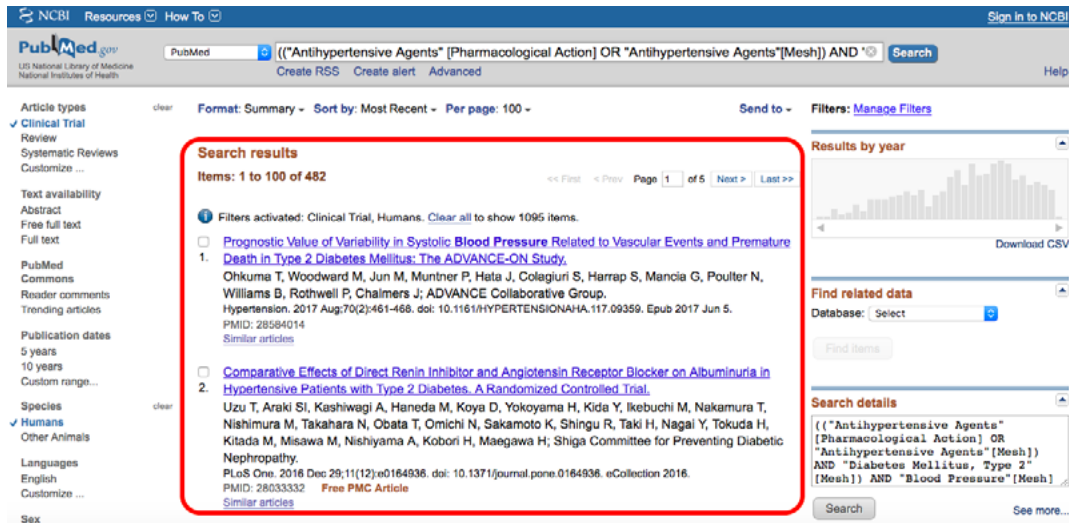 NCBI Resources How To Sign in to NCBI
PubMed.gov
US National Library of Medicine
National Institutes of Health
PubMed
(("Antihypertensive Agents" [Pharmacological Action] OR "Antihypertensive Agents"[Mesh]) AND "
Search
Create RSS Create alert Advanced
Help
Article types clear
Clinical Trial
Review
Systematic Reviews
Customize ...
Text availability
Abstract
Free full text
Full text
PubMed
Commons
Reader comments
Trending articles
Publication dates
5 years
10 years
Custom range...
Species clear
Humans
Other Animals
Languages
English
Customize ...
Sex
Format: Summary Sort by: Most Recent Per page: 100 Send to
Search results
Items: 1 to 100 of 482
<< First < Prev Page 1 of 5 Next > Last >>
Filters activated: Clinical Trial, Humans. Clear all to show 1095 items.
Prognostic Value of Variability in Systolic Blood Pressure Related to Vascular Events and Premature
1. Death in Type 2 Diabetes Mellitus: The ADVANCE-ON Study.
Ohkuma T, Woodward M, Jun M, Muntner P, Hata J, Colagiuri S, Harrap S, Mancia G, Poulter N,
Williams B, Rothwell P, Chalmers J; ADVANCE Collaborative Group.
Hypertension. 2017 Aug;70(2):461-468. doi: 10.1161/HYPERTENSIONAHA.117.09359. Epub 2017 Jun 5.
PMID: 28584014
Similar articles
Comparative Effects of Direct Renin Inhibitor and Angiotensin Receptor Blocker on Albuminuria in
2. Hypertensive Patients with Type 2 Diabetes. A Randomized Controlled Trial.
Uzu T, Araki SI, Kashiwagi A, Haneda M, Koya D, Yokoyama H, Kida Y, Ikebuchi M, Nakamura T,
Nishimura M, Takahara N, Obata T, Omichi N, Sakamoto K, Shingu R, Taki H, Nagai Y, Tokuda H,
Kitada M, Misawa M, Nishiyama A, Kobori H, Maegawa H; Shiga Committee for Preventing Diabetic
Nephropathy.
PLoS One. 2016 Dec 29;11(12):e0164936. doi: 10.1371/journal.pone.0164936. eCollection 2016.
PMID: 28033332 Free PMC Article
Similar articles
Filters: Manage Filters
Results by year
Download CSV
Find related data
Database: Select
Find items
Search details
(("Antihypertensive Agents"
[Pharmacological Action] OR
"Antihypertensive Agents"[Mesh])
AND "Diabetes Mellitus, Type 2"
[Mesh]) AND "Blood Pressure"[Mesh]
Search
See more...